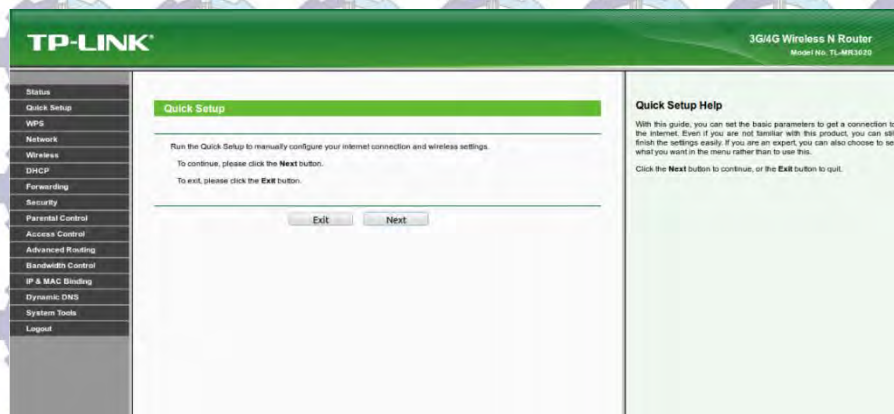 TP-LINK
3G/4G Wireless N Router
Model No. TL-MR3020
Status
Quick Setup
WPS
Network
Wireless
DHCP
Forwarding
Security
Parental Control
Access Control
Advanced Routing
Bandwidth Control
IP & MAC Binding
Dynamic DNS
System Tools
Logout
Quick Setup
Run the Quick Setup to manually configure your internet connection and wireless settings.
To continue, please click the Next button.
To exit, please click the Exit button.
Exit Next
Quick Setup Help
With this guide, you can set the basic parameters to get a connection to
the Internet. Even if you are not familiar with this product, you can
finish the settings easily. If you are an expert, you can also choose to
what you want in the menu rather than to use this.
Click the Next button to continue, or the Exit button to quit.